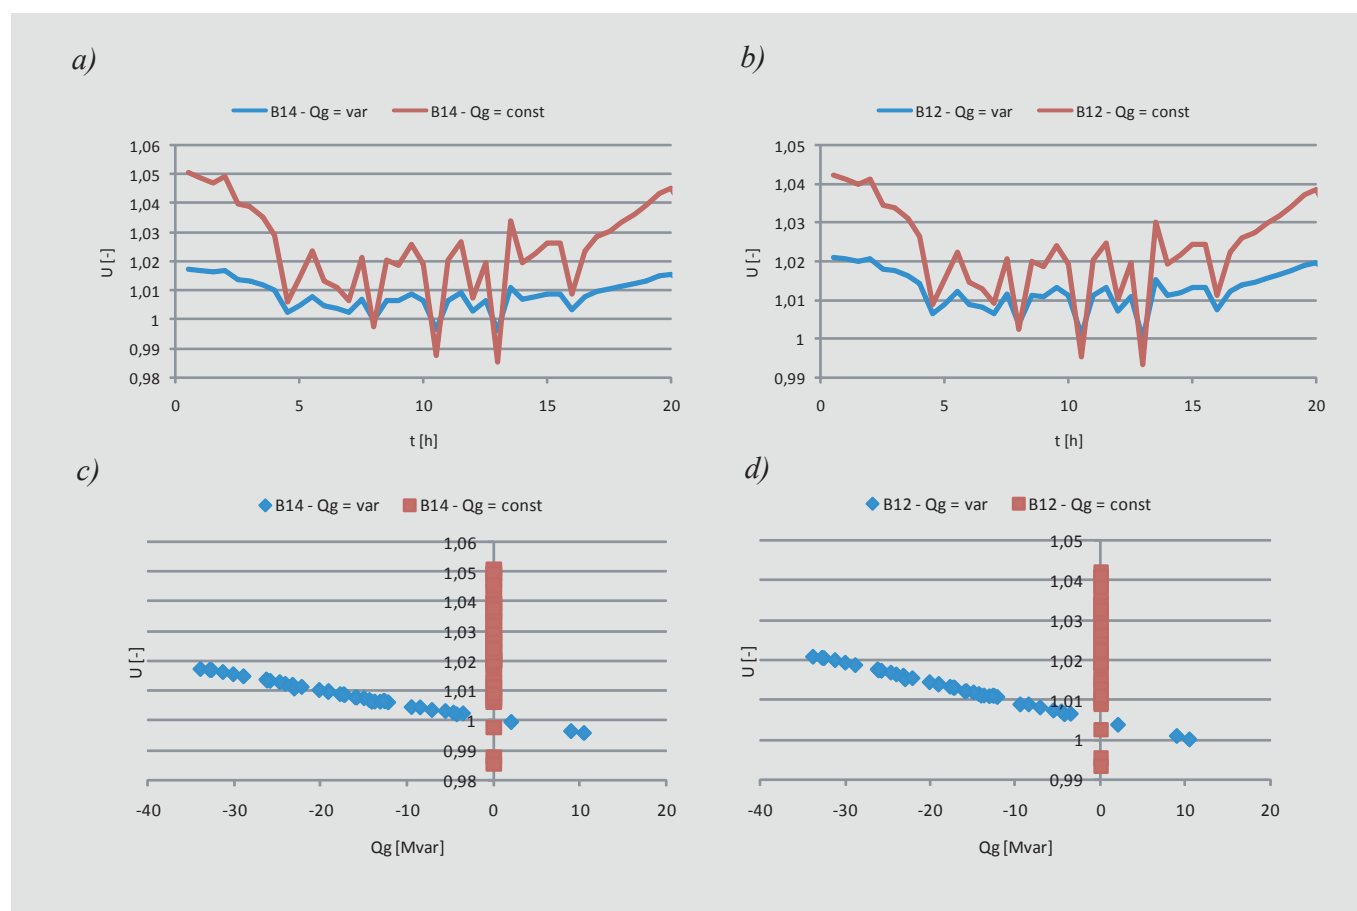 a)
B14 - Qg = var B14 - Qg = const
1,06
1,05
1,04
1,03
1,02
1,01
1
0,99
0,98
U [-]
0 5 10 15 20
t [h]
b)
B12 - Qg = var B12 - Qg = const
1,05
1,04
1,03
1,02
1,01
1
0,99
U [-]
0 5 10 15 20
t [h]
c)
B14 - Qg = var B14 - Qg = const
1,06
1,05
1,04
1,03
1,02
1,01
1
0,99
0,98
U [-]
-40 -30 -20 -10 0 10 20
Qg [Mvar]
d)
B12 - Qg = var B12 - Qg = const
1,05
1,04
1,03
1,02
1,01
1
0,99
U [-]
-40 -30 -20 -10 0 10 20
Qg [Mvar]